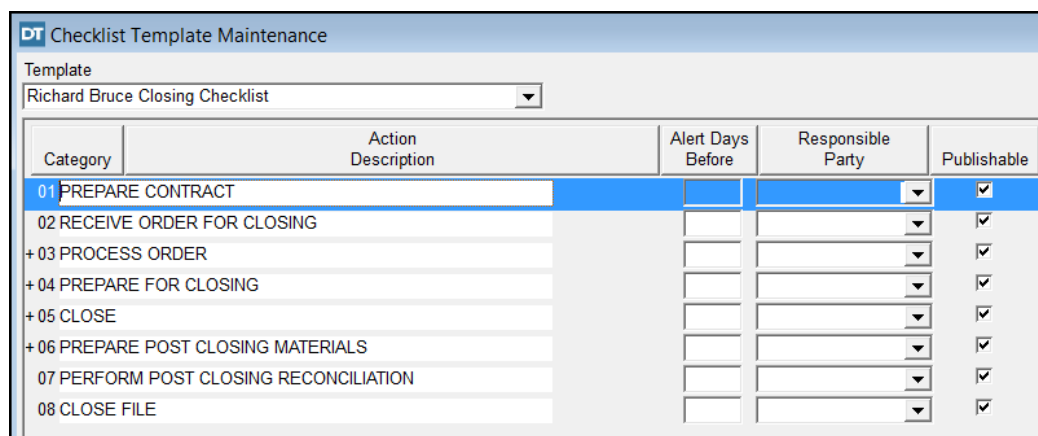 DT Checklist Template Maintenance
Template
Richard Bruce Closing Checklist
Category Action Description Alert Days Before Responsible Party Publishable
01 PREPARE CONTRACT
02 RECEIVE ORDER FOR CLOSING
+ 03 PROCESS ORDER
+ 04 PREPARE FOR CLOSING
+ 05 CLOSE
+ 06 PREPARE POST CLOSING MATERIALS
07 PERFORM POST CLOSING RECONCILIATION
08 CLOSE FILE